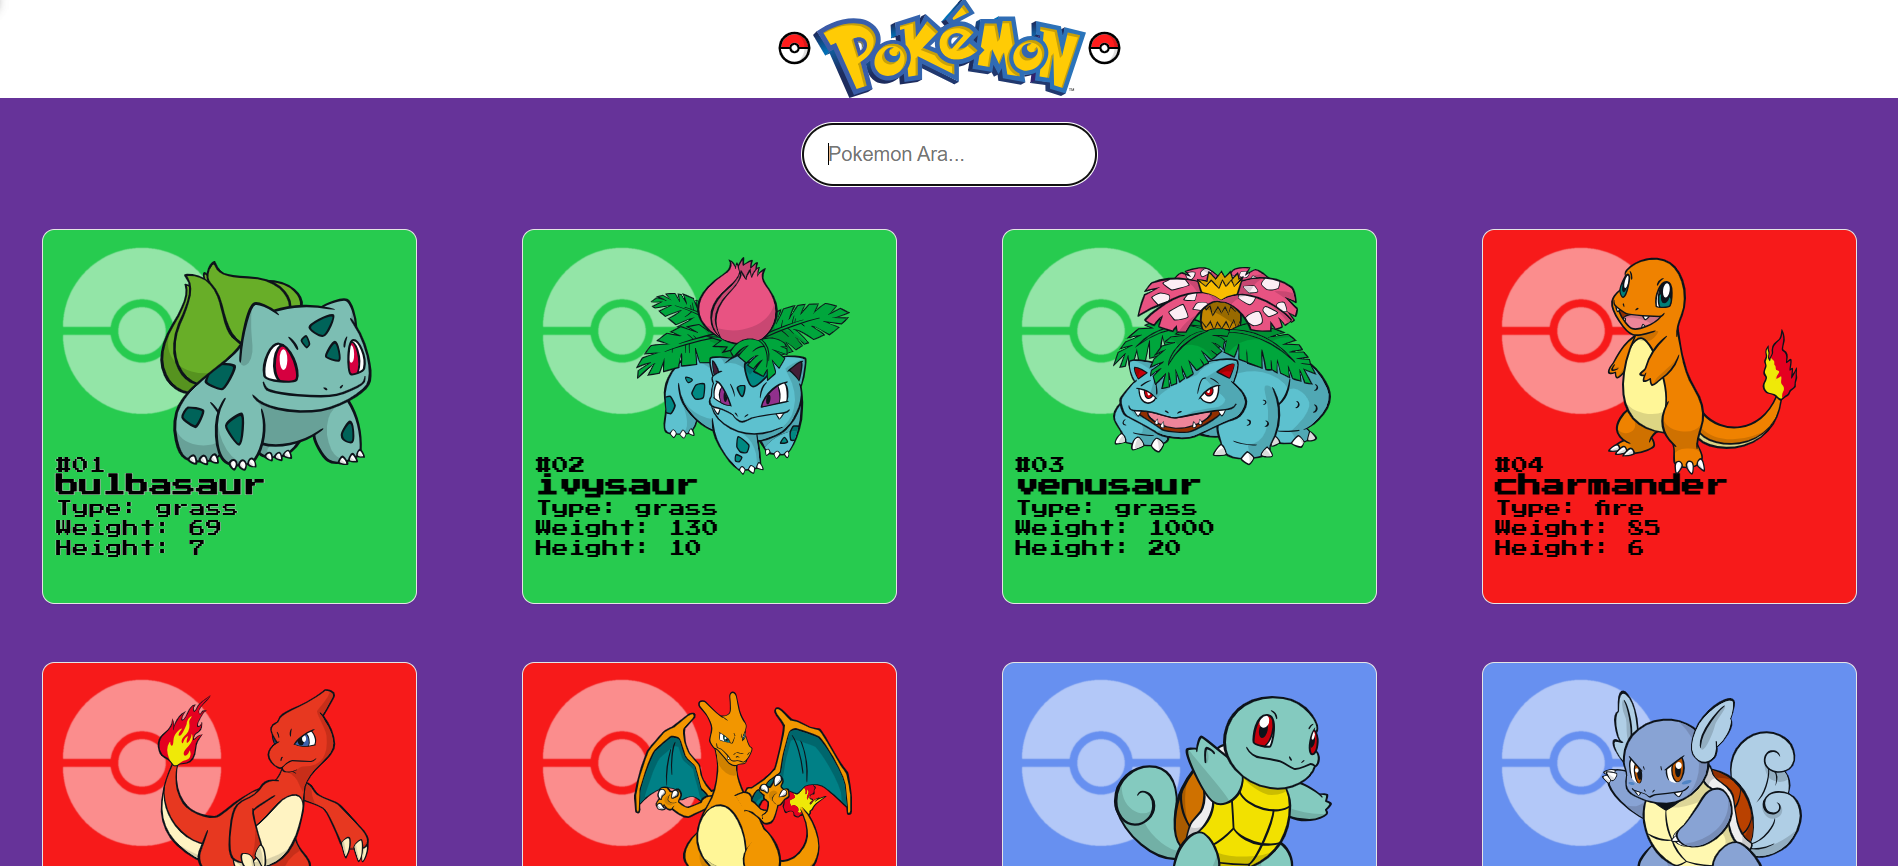 Pokémon
TM
Pokemon Ara...
#01
bulbasaur
Type: grass
Weight: 69
Height: 7
#02
ivysaur
Type: grass
Weight: 130
Height: 10
#03
venusaur
Type: grass
Weight: 1000
Height: 20
#04
charmander
Type: fire
Weight: 85
Height: 6